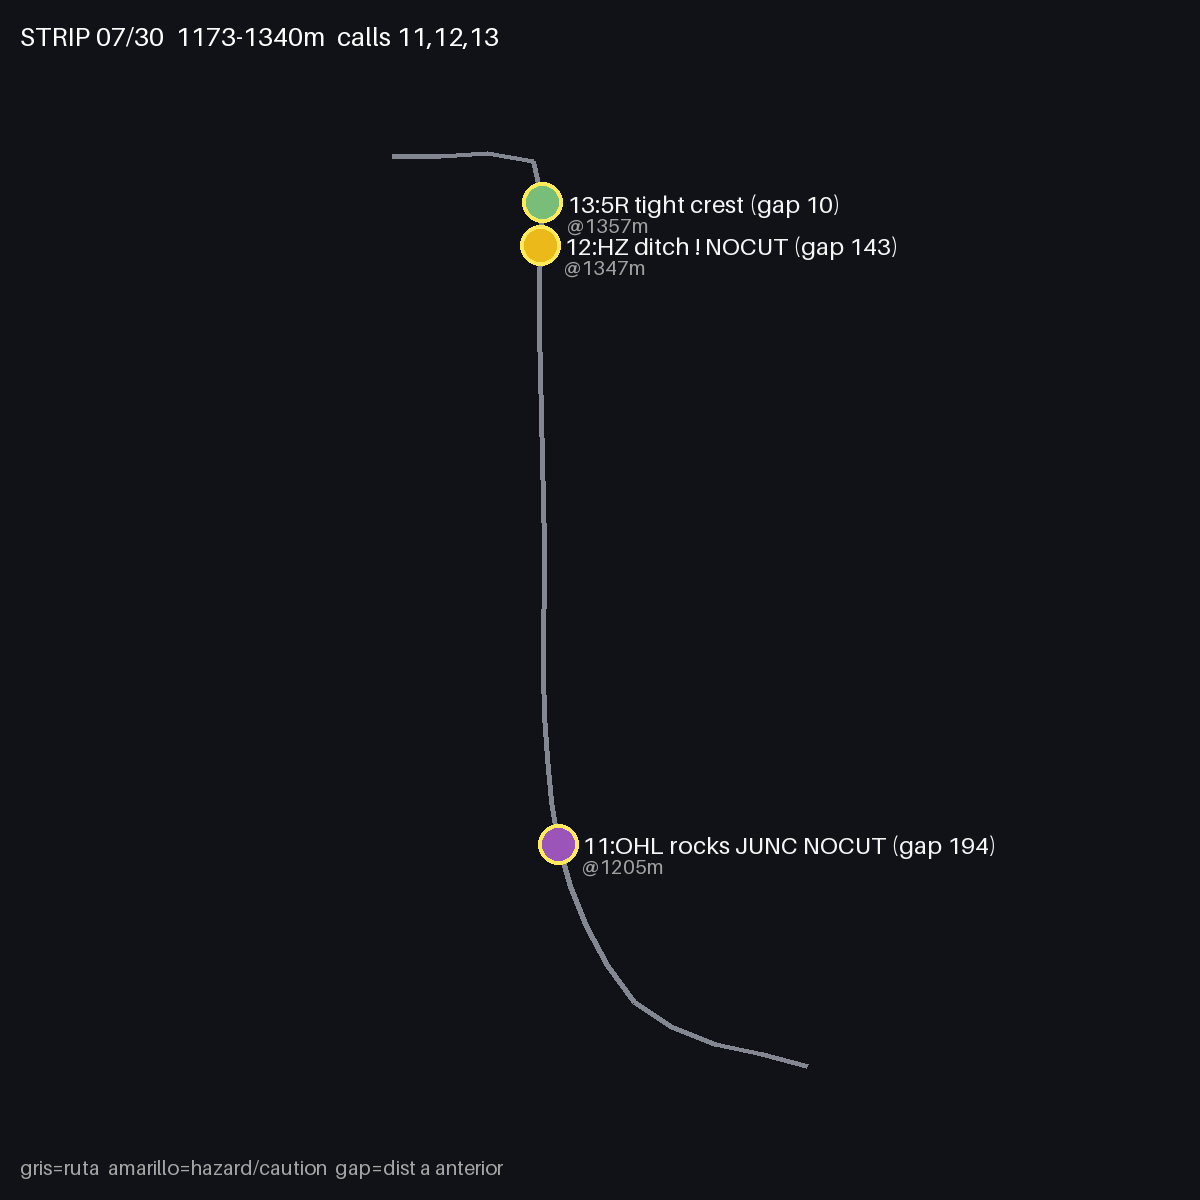 STRIP 07/30  1173-1340m  calls 11,12,13
13:5R tight crest (gap 10)
@1357m
12:HZ ditch ! NOCUT (gap 143)
@1347m
11:OHL rocks JUNC NOCUT (gap 194)
@1205m
gris=ruta  amarillo=hazard/caution  gap=dist a anterior